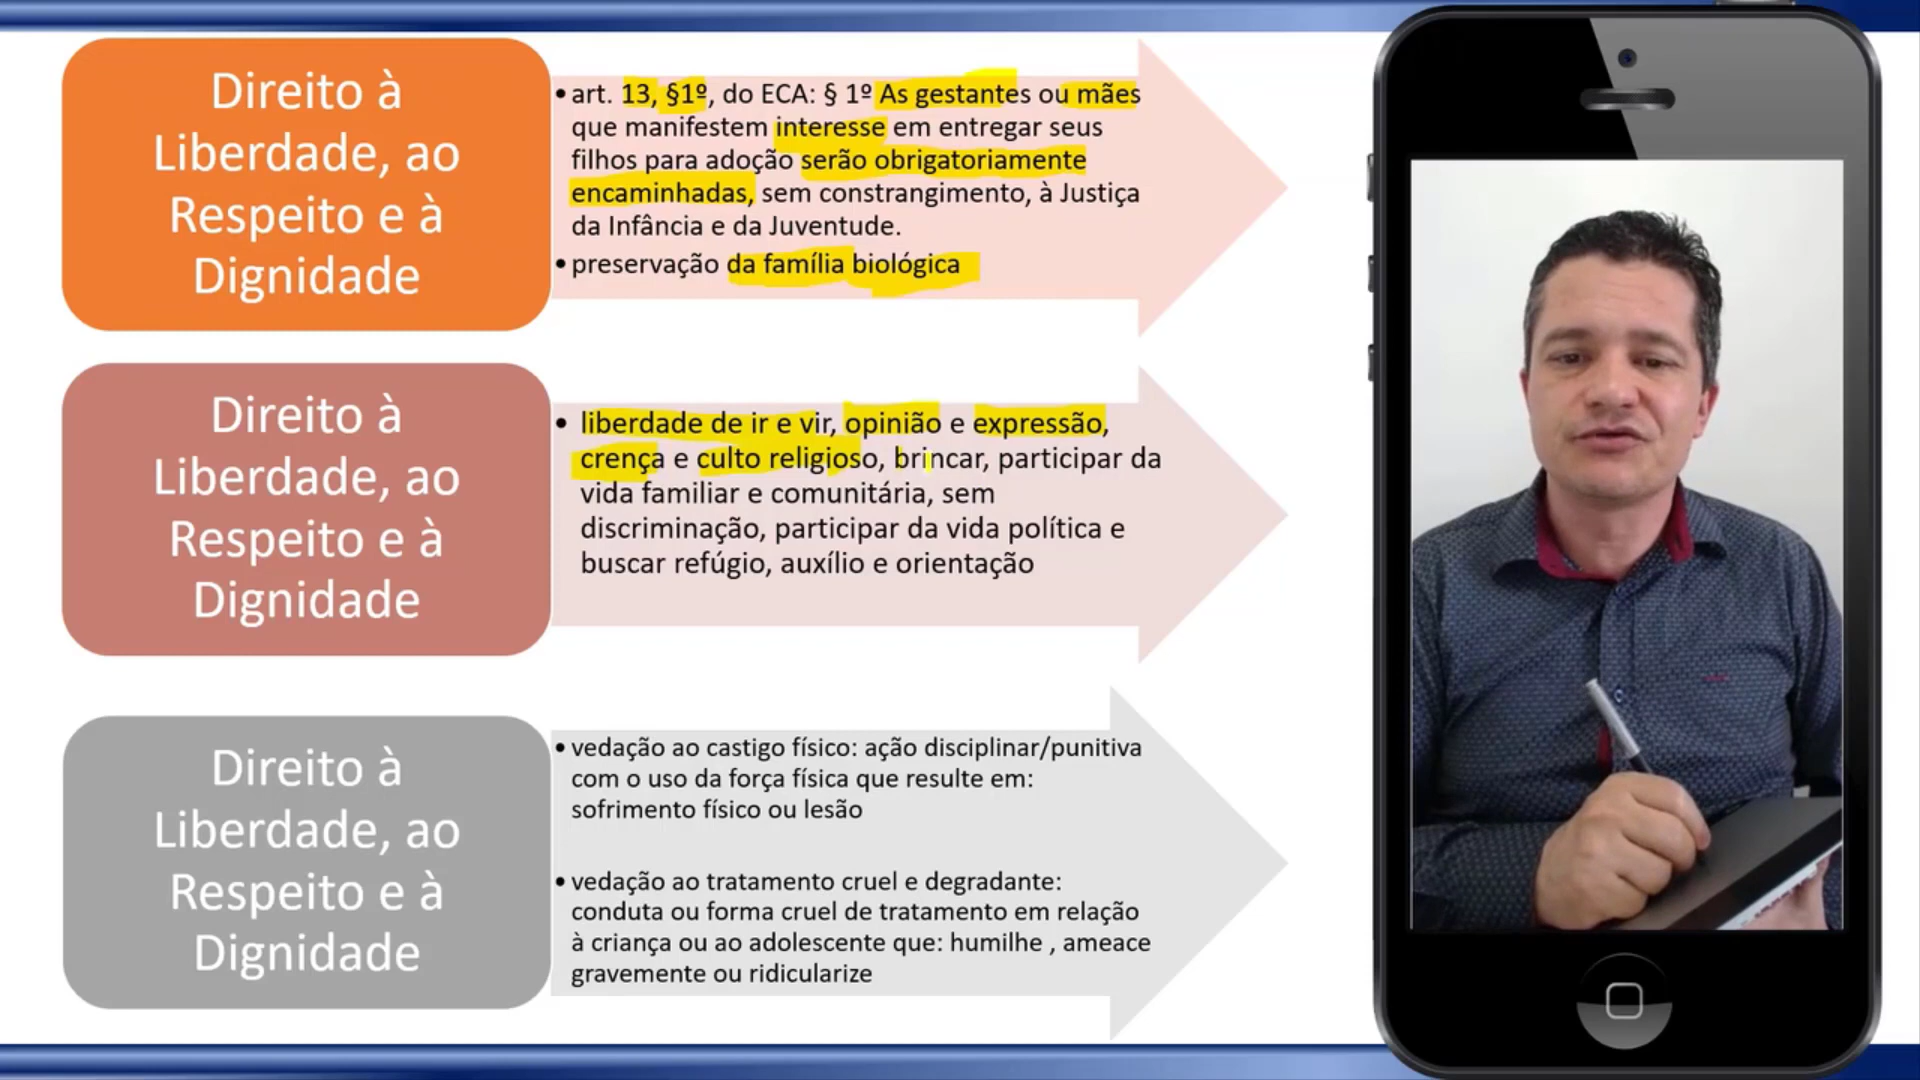 Direito à
Liberdade, ao
Respeito e à
Dignidade
• art. 13, §1º, do ECA: § 1º As gestantes ou mães
que manifestem interesse em entregar seus
filhos para adoção serão obrigatoriamente
encaminhadas, sem constrangimento, à Justiça
da Infância e da Juventude.
• preservação da família biológica
Direito à
Liberdade, ao
Respeito e à
Dignidade
• liberdade de ir e vir, opinião e expressão,
crença e culto religioso, brincar, participar da
vida familiar e comunitária, sem
discriminação, participar da vida política e
buscar refúgio, auxílio e orientação
Direito à
Liberdade, ao
Respeito e à
Dignidade
• vedação ao castigo físico: ação disciplinar/punitiva
com o uso da força física que resulte em:
sofrimento físico ou lesão
• vedação ao tratamento cruel e degradante:
conduta ou forma cruel de tratamento em relação
à criança ou ao adolescente que: humilhe , ameace
gravemente ou ridicularize